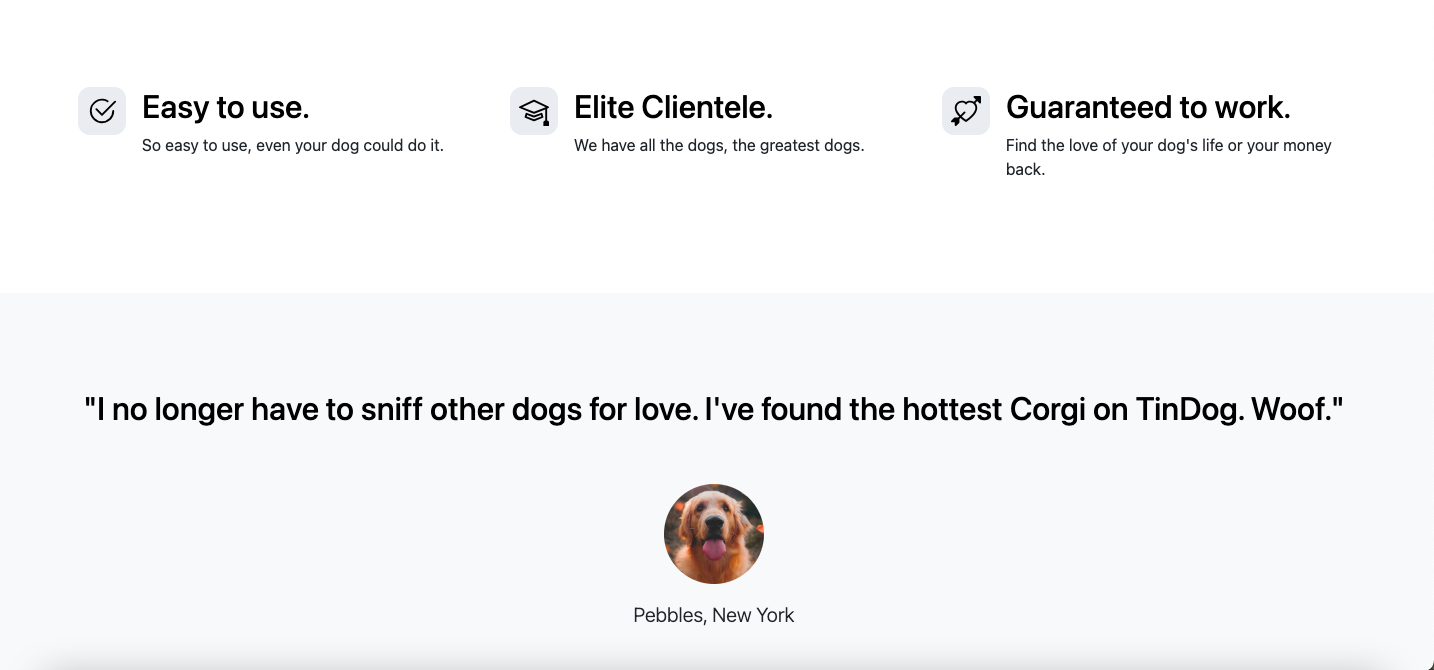 Easy to use.
So easy to use, even your dog could do it.
Elite Clientele.
We have all the dogs, the greatest dogs.
Guaranteed to work.
Find the love of your dog's life or your money
back.
"I no longer have to sniff other dogs for love. I've found the hottest Corgi on TinDog. Woof."
Pebbles, New York